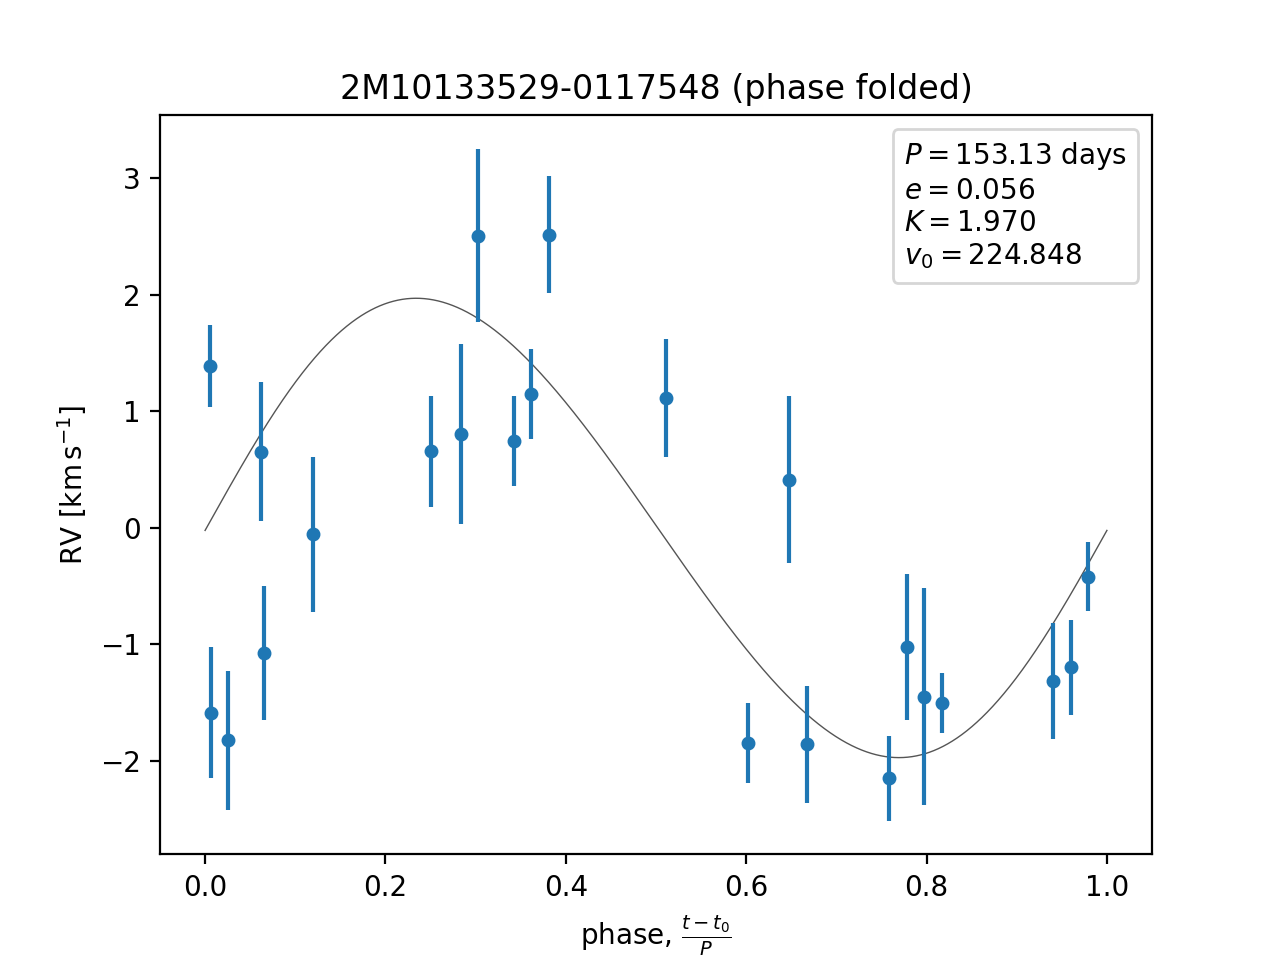 2M10133529-0117548 (phase folded)
P = 153.13 days
e = 0.056
K = 1.970
v₀ = 224.848
3
2
1
0
−1
−2
RV [km s⁻¹]
0.0 0.2 0.4 0.6 0.8 1.0
phase, (t − t₀)/P